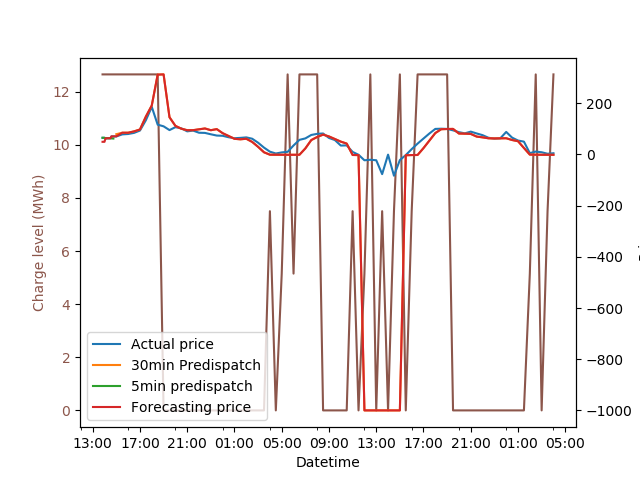 12
10
8
6
4
2
0
Charge level (MWh)
200
0
−200
−400
−600
−800
−1000
Actual price
30min Predispatch
5min predispatch
Forecasting price
13:00 17:00 21:00 01:00 05:00 09:00 13:00 17:00 21:00 01:00 05:00
Datetime